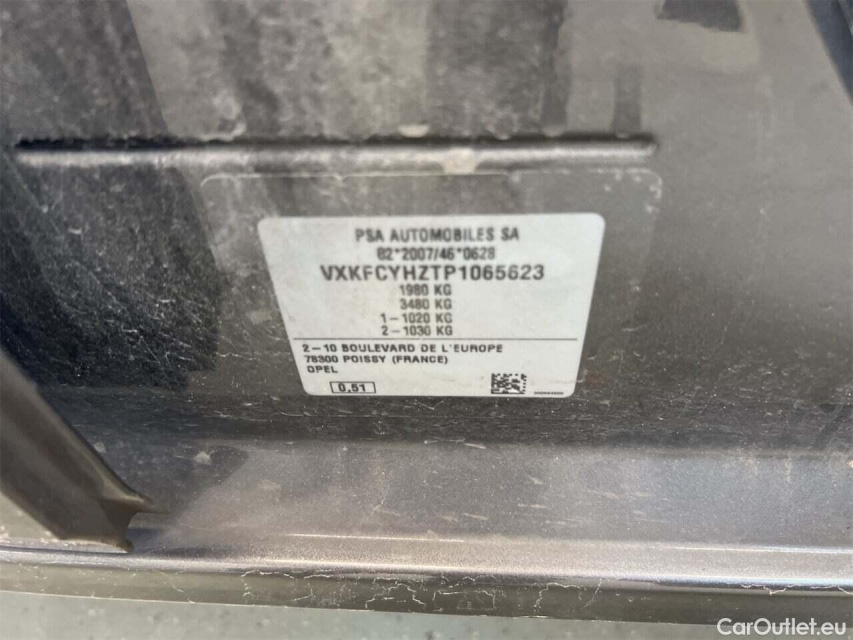 PSA AUTOMOBILES SA
82*2007/46*0628
VXKFCYHZTP1065623
1980 KG
3480 KG
1-1020 KG
2-1030 KG
2-10 BOULEVARD DE L'EUROPE
78300 POISSY (FRANCE)
OPEL
0,51
CarOutlet.eu